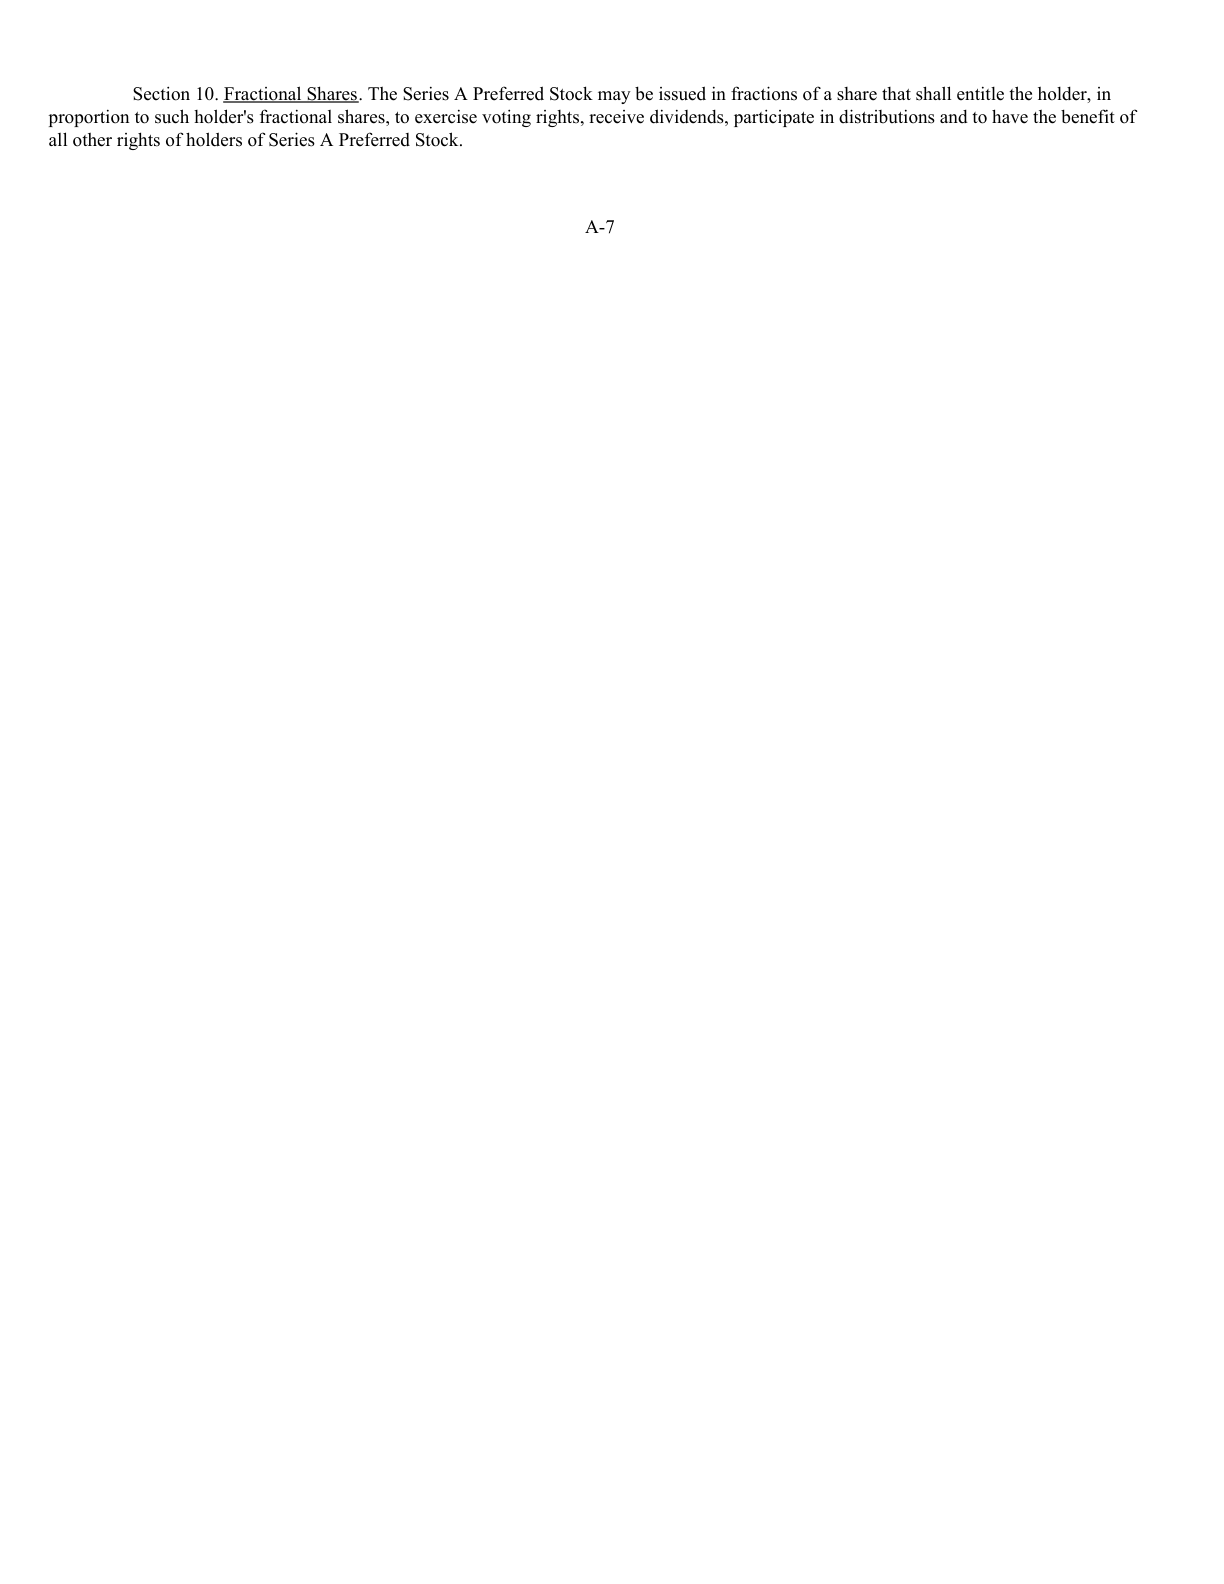 Section 10. Fractional Shares. The Series A Preferred Stock may be issued in fractions of a share that shall entitle the holder, in
proportion to such holder's fractional shares, to exercise voting rights, receive dividends, participate in distributions and to have the benefit of
all other rights of holders of Series A Preferred Stock.
A-7